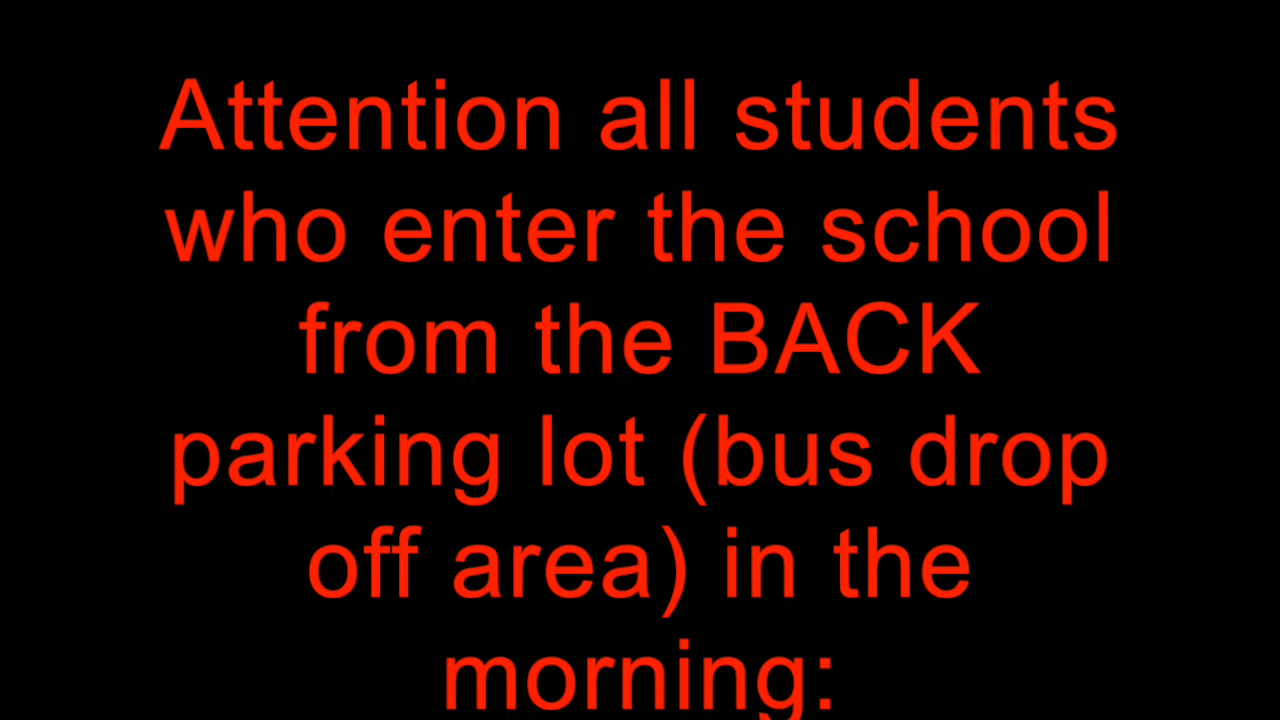 Attention all students
who enter the school
from the BACK
parking lot (bus drop
off area) in the
morning: